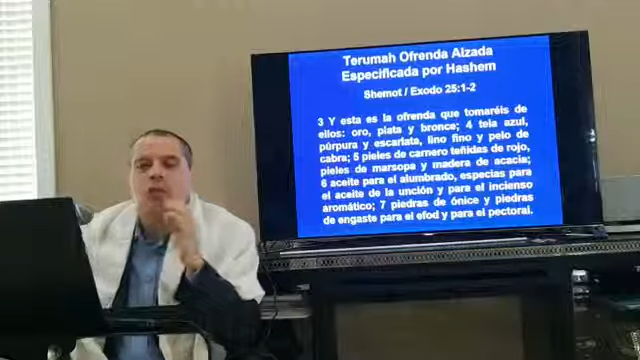 Terumah Ofrenda Alzada
Especificada por Hashem
Shemot / Exodo 25:1-2
3 Y esta es la ofrenda que tomaréis de
ellos: oro, plata y bronce; 4 tela azul,
púrpura y escarlata, lino fino y pelo de
cabra; 5 pieles de carnero teñidas de rojo,
pieles de marsopa y madera de acacia;
6 aceite para el alumbrado, especias para
el aceite de la unción y para el incienso
aromático; 7 piedras de ónice y piedras
de engaste para el efod y para el pectoral.